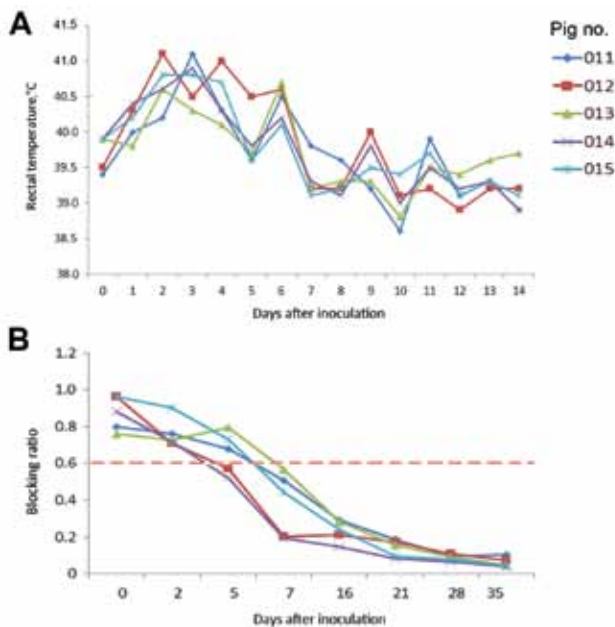 A
Rectal temperature,°C
41.5
41.0
40.5
40.0
39.5
39.0
38.5
38.0
0 1 2 3 4 5 6 7 8 9 10 11 12 13 14
Days after inoculation
Pig no.
011
012
013
014
015
B
Blocking ratio
1.2
1.0
0.8
0.6
0.4
0.2
0
0 2 5 7 16 21 28 35
Days after inoculation